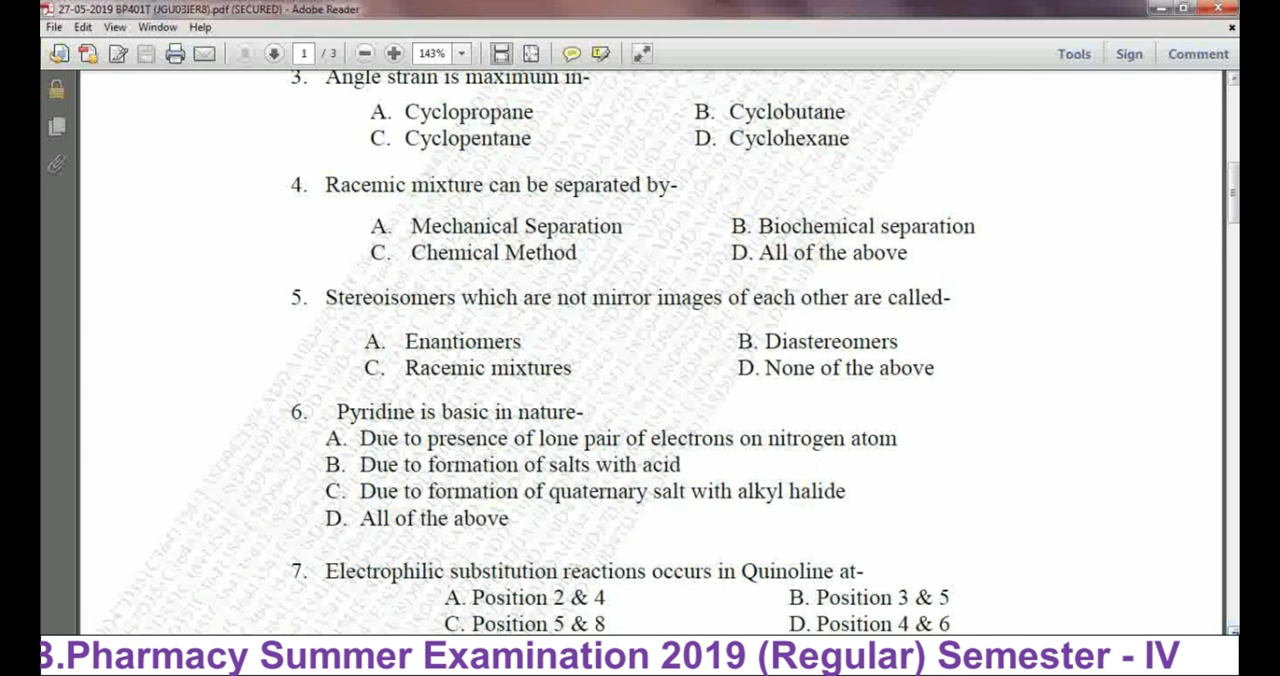 27-05-2019 BP401T (JGU03IER8).pdf (SECURED) - Adobe Reader
File Edit View Window Help
1 / 3 143% Tools Sign Comment
3. Angle strain is maximum in-
A. Cyclopropane B. Cyclobutane
C. Cyclopentane D. Cyclohexane
4. Racemic mixture can be separated by-
A. Mechanical Separation B. Biochemical separation
C. Chemical Method D. All of the above
5. Stereoisomers which are not mirror images of each other are called-
A. Enantiomers B. Diastereomers
C. Racemic mixtures D. None of the above
6. Pyridine is basic in nature-
A. Due to presence of lone pair of electrons on nitrogen atom
B. Due to formation of salts with acid
C. Due to formation of quaternary salt with alkyl halide
D. All of the above
7. Electrophilic substitution reactions occurs in Quinoline at-
A. Position 2 & 4 B. Position 3 & 5
C. Position 5 & 8 D. Position 4 & 6
B.Pharmacy Summer Examination 2019 (Regular) Semester - IV